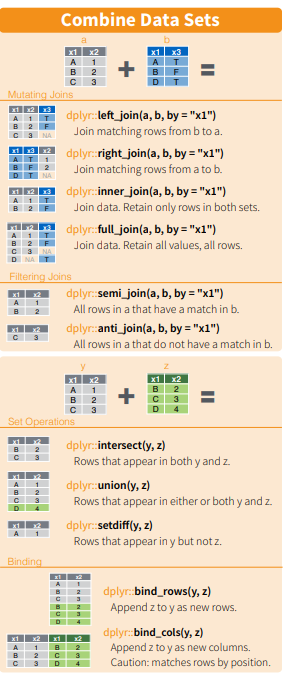 Combine Data Sets
a b
x1 x2 x1 x3
A 1 A T
B 2 + B F =
C 3 D T
Mutating Joins
x1 x2 x3
A 1 T
B 2 F
C 3 NA
dplyr::left_join(a, b, by = "x1")
Join matching rows from b to a.
x1 x3 x2
A T 1
B F 2
D T NA
dplyr::right_join(a, b, by = "x1")
Join matching rows from a to b.
x1 x2 x3
A 1 T
B 2 F
dplyr::inner_join(a, b, by = "x1")
Join data. Retain only rows in both sets.
x1 x2 x3
A 1 T
B 2 F
C 3 NA
D NA T
dplyr::full_join(a, b, by = "x1")
Join data. Retain all values, all rows.
Filtering Joins
x1 x2
A 1
B 2
dplyr::semi_join(a, b, by = "x1")
All rows in a that have a match in b.
x1 x2
C 3
dplyr::anti_join(a, b, by = "x1")
All rows in a that do not have a match in b.
y z
x1 x2 x1 x2
A 1 B 2
B 2 + C 3 =
C 3 D 4
Set Operations
x1 x2
B 2
C 3
dplyr::intersect(y, z)
Rows that appear in both y and z.
x1 x2
A 1
B 2
C 3
D 4
dplyr::union(y, z)
Rows that appear in either or both y and z.
x1 x2
A 1
dplyr::setdiff(y, z)
Rows that appear in y but not z.
Binding
x1 x2
A 1
B 2
C 3
B 2
C 3
D 4
dplyr::bind_rows(y, z)
Append z to y as new rows.
x1 x2 x1 x2
A 1 B 2
B 2 C 3
C 3 D 4
dplyr::bind_cols(y, z)
Append z to y as new columns.
Caution: matches rows by position.